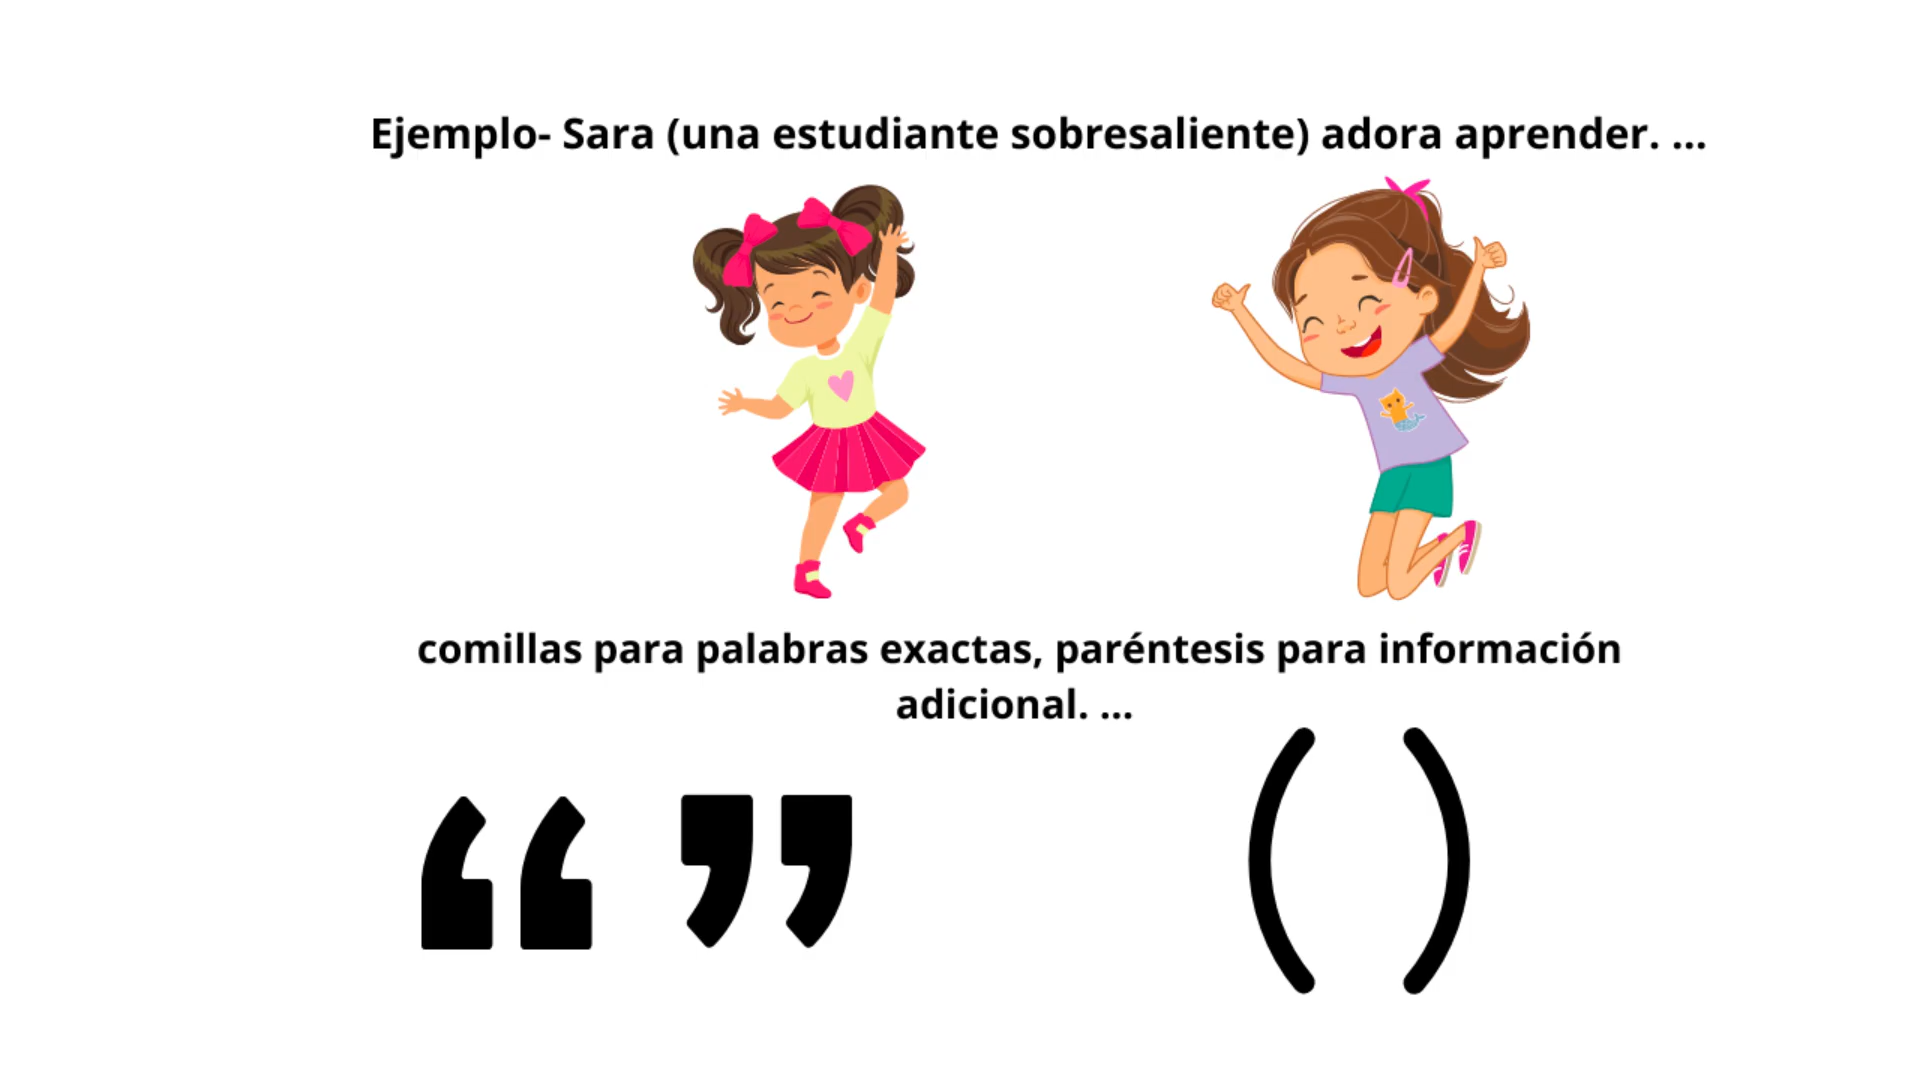 Ejemplo- Sara (una estudiante sobresaliente) adora aprender. ...
comillas para palabras exactas, paréntesis para información
adicional. ...
“ ” ( )